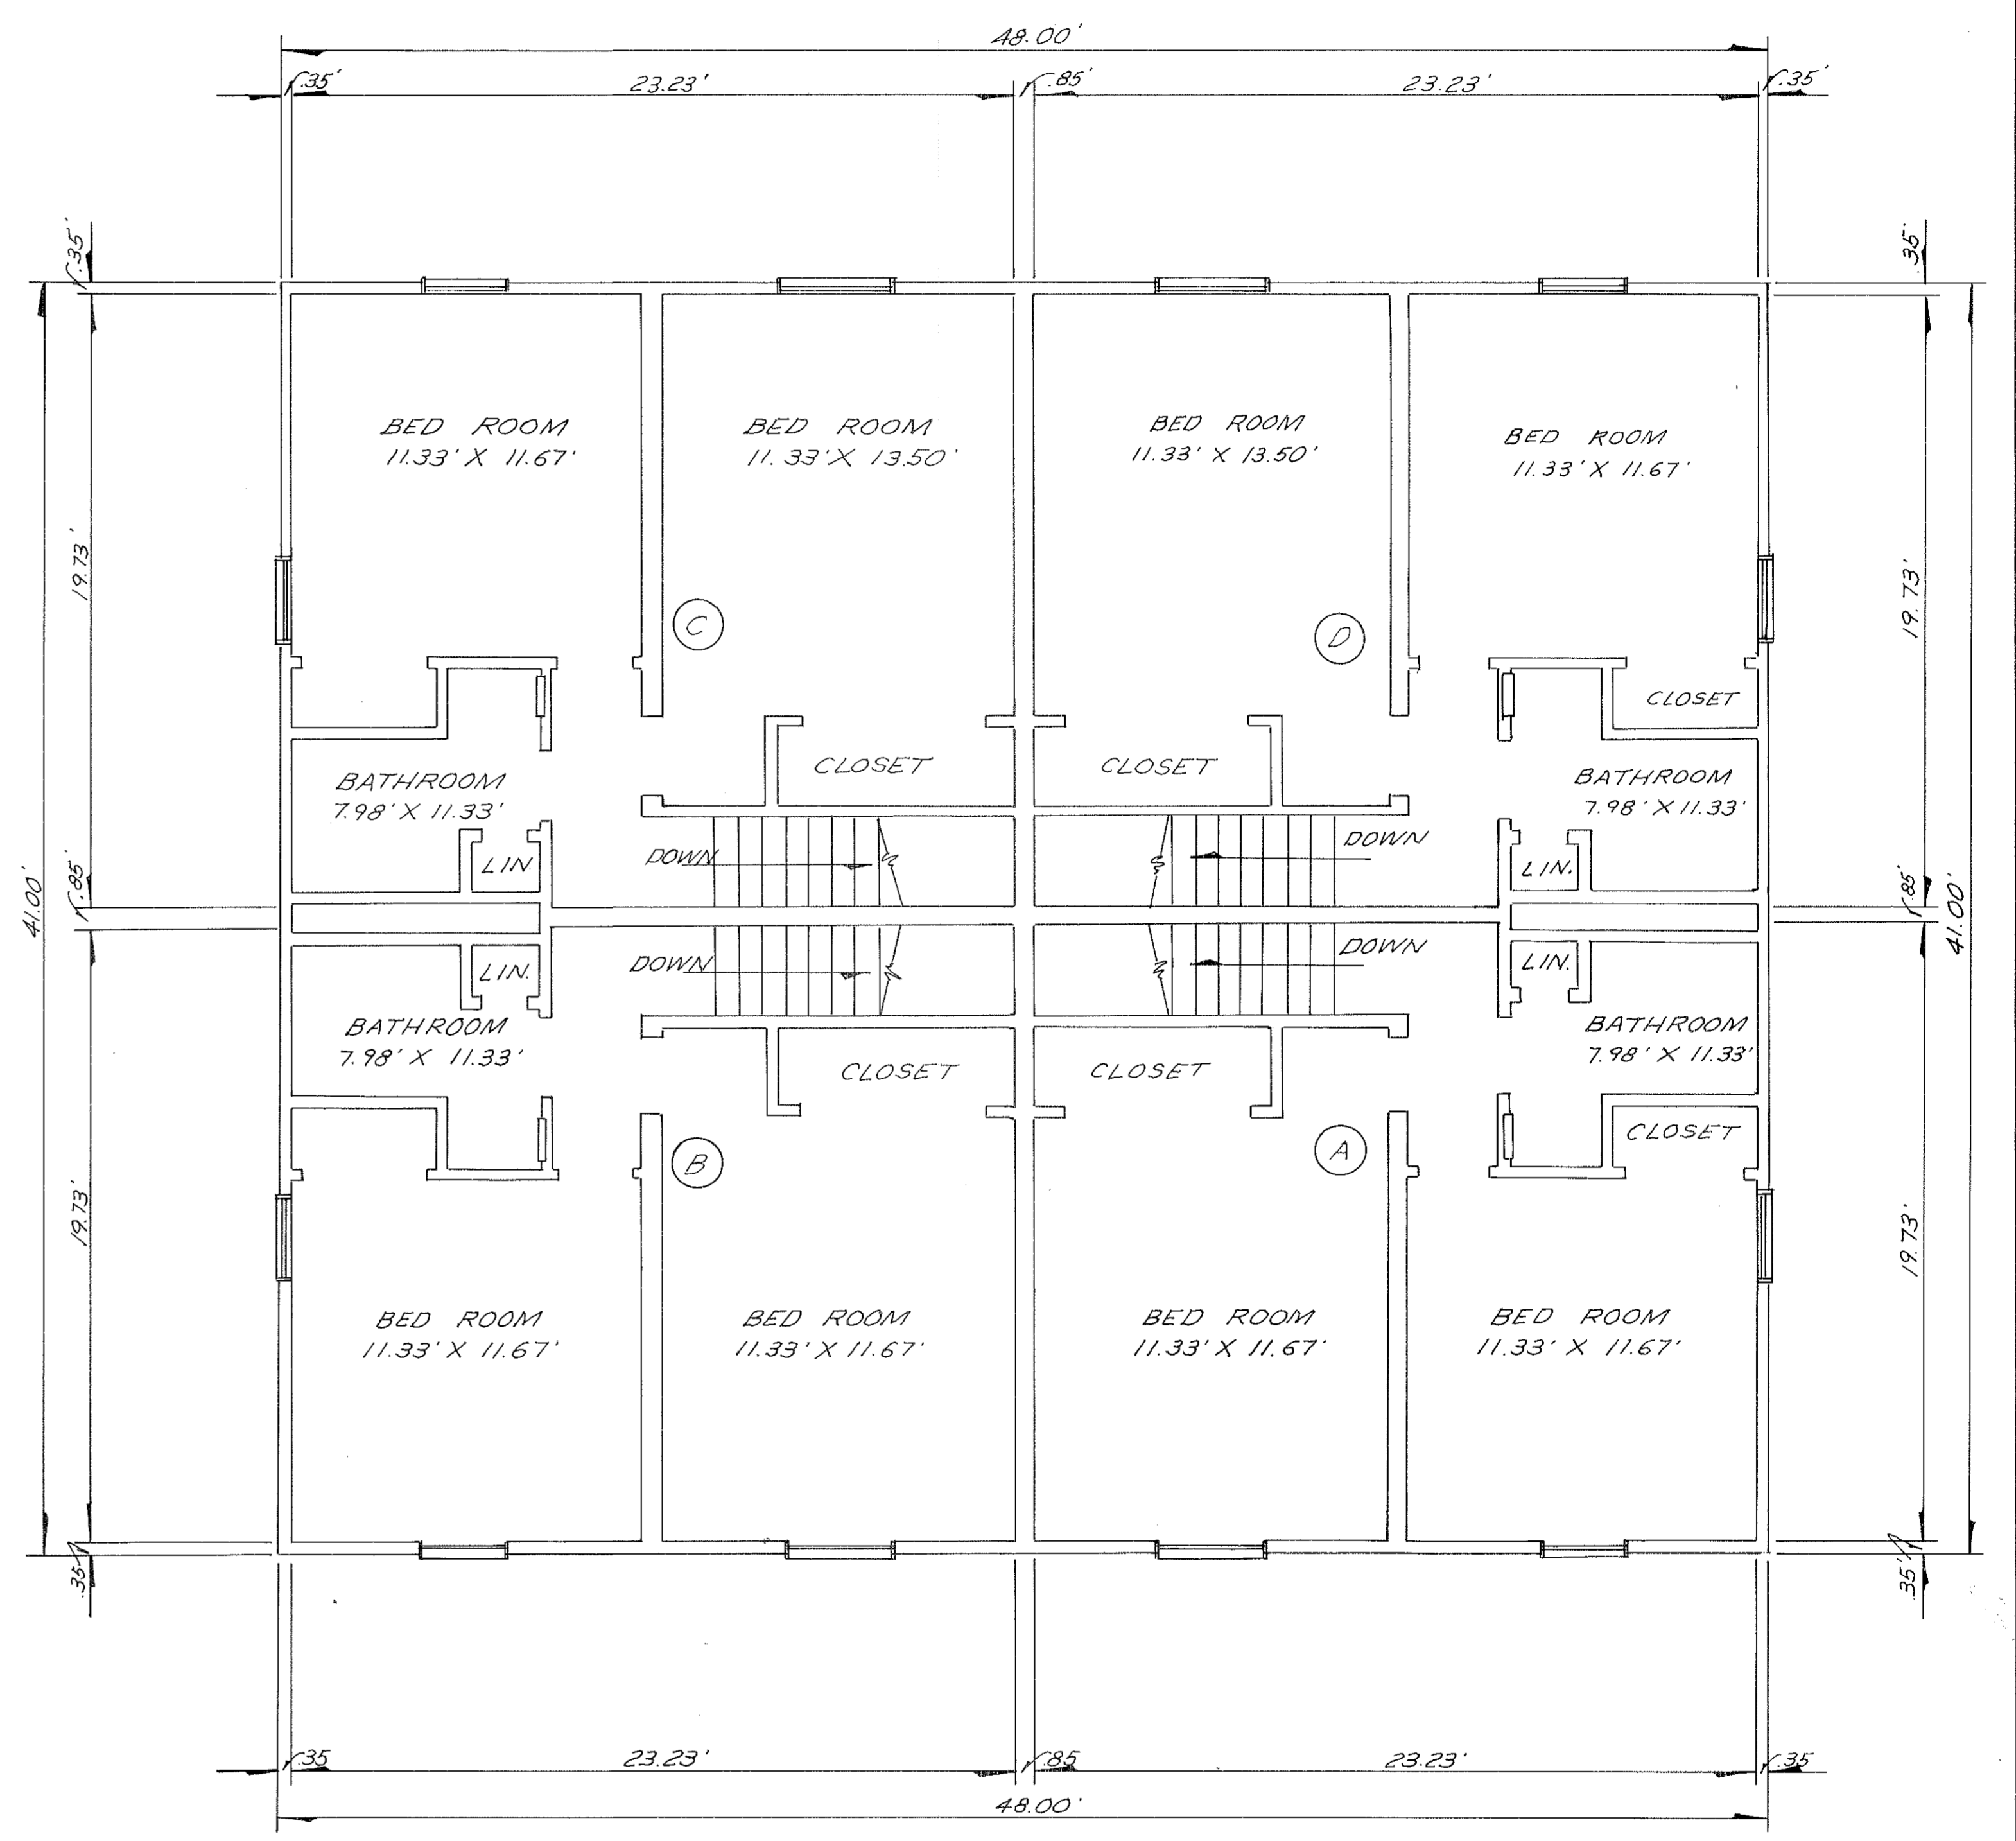 48.00'
.35' 23.23' .85' 23.23' .35'
.35' .35'
BED ROOM
11.33' X 11.67'
BED ROOM
11.33' X 13.50'
BED ROOM
11.33' X 13.50'
BED ROOM
11.33' X 11.67'
19.73' 19.73'
C D
CLOSET
CLOSET CLOSET
BATHROOM
7.98' X 11.33'
BATHROOM
7.98' X 11.33'
DOWN DOWN
LIN. LIN.
41.00' .85' .85' 41.00'
DOWN DOWN
LIN. LIN.
BATHROOM
7.98' X 11.33'
BATHROOM
7.98' X 11.33'
CLOSET CLOSET
CLOSET
B A
19.73' 19.73'
BED ROOM
11.33' X 11.67'
BED ROOM
11.33' X 11.67'
BED ROOM
11.33' X 11.67'
BED ROOM
11.33' X 11.67'
.35' .35'
.35 23.23' .85 23.23' .35
48.00'